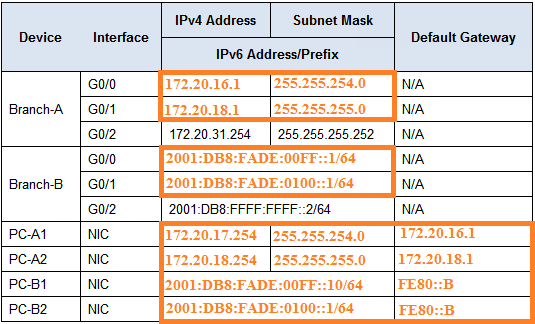 Device Interface IPv4 Address Subnet Mask Default Gateway
IPv6 Address/Prefix
Branch-A G0/0 172.20.16.1 255.255.254.0 N/A
G0/1 172.20.18.1 255.255.255.0 N/A
G0/2 172.20.31.254 255.255.255.252 N/A
Branch-B G0/0 2001:DB8:FADE:00FF::1/64 N/A
G0/1 2001:DB8:FADE:0100::1/64 N/A
G0/2 2001:DB8:FFFF:FFFF::2/64 N/A
PC-A1 NIC 172.20.17.254 255.255.254.0 172.20.16.1
PC-A2 NIC 172.20.18.254 255.255.255.0 172.20.18.1
PC-B1 NIC 2001:DB8:FADE:00FF::10/64 FE80::B
PC-B2 NIC 2001:DB8:FADE:0100::1/64 FE80::B